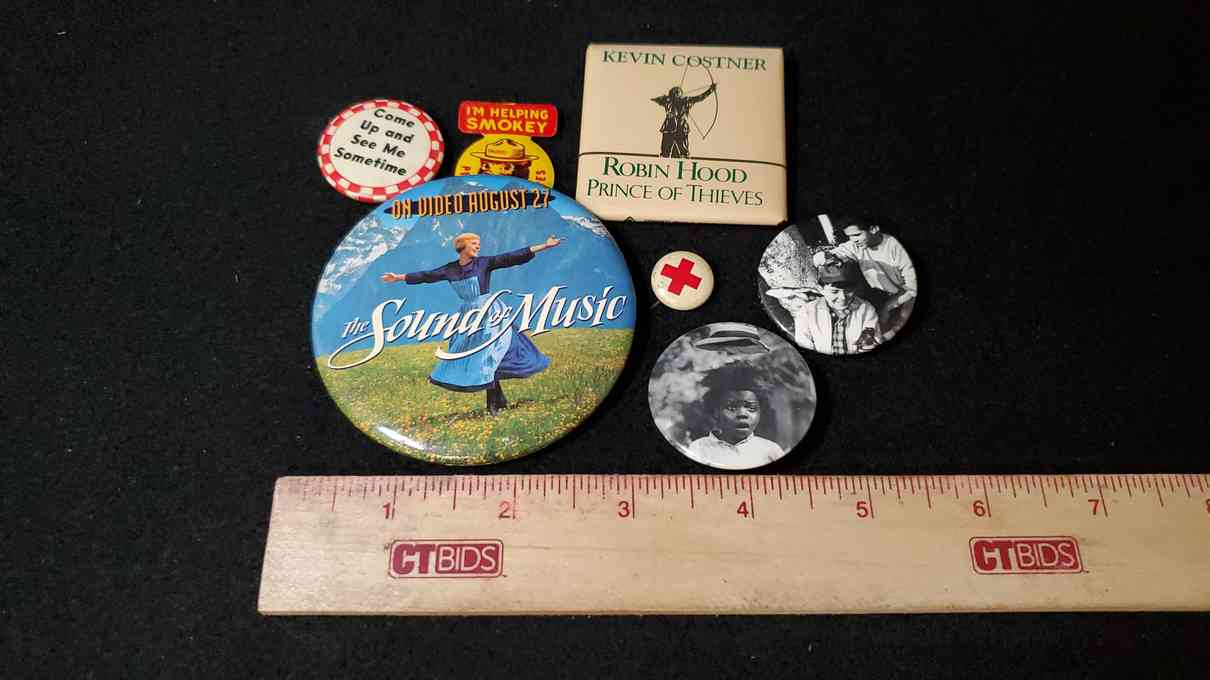 KEVIN COSTNER
ROBIN HOOD
PRINCE OF THIEVES
Come
Up and
See Me
Sometime
I'M HELPING
SMOKEY
ON VIDEO AUGUST 27
The Sound of Music
1 2 3 4 5 6 7 8
CTBIDS
CTBIDS